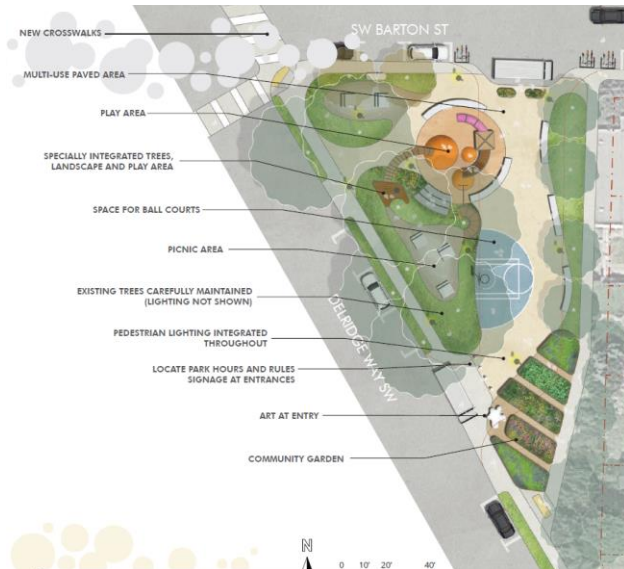 SW BARTON ST
NEW CROSSWALKS
MULTI-USE PAVED AREA
PLAY AREA
SPECIALLY INTEGRATED TREES,
LANDSCAPE AND PLAY AREA
SPACE FOR BALL COURTS
PICNIC AREA
EXISTING TREES CAREFULLY MAINTAINED
(LIGHTING NOT SHOWN)
DELRIDGE WAY SW
PEDESTRIAN LIGHTING INTEGRATED
THROUGHOUT
LOCATE PARK HOURS AND RULES
SIGNAGE AT ENTRANCES
ART AT ENTRY
COMMUNITY GARDEN
N
0 10' 20' 40'